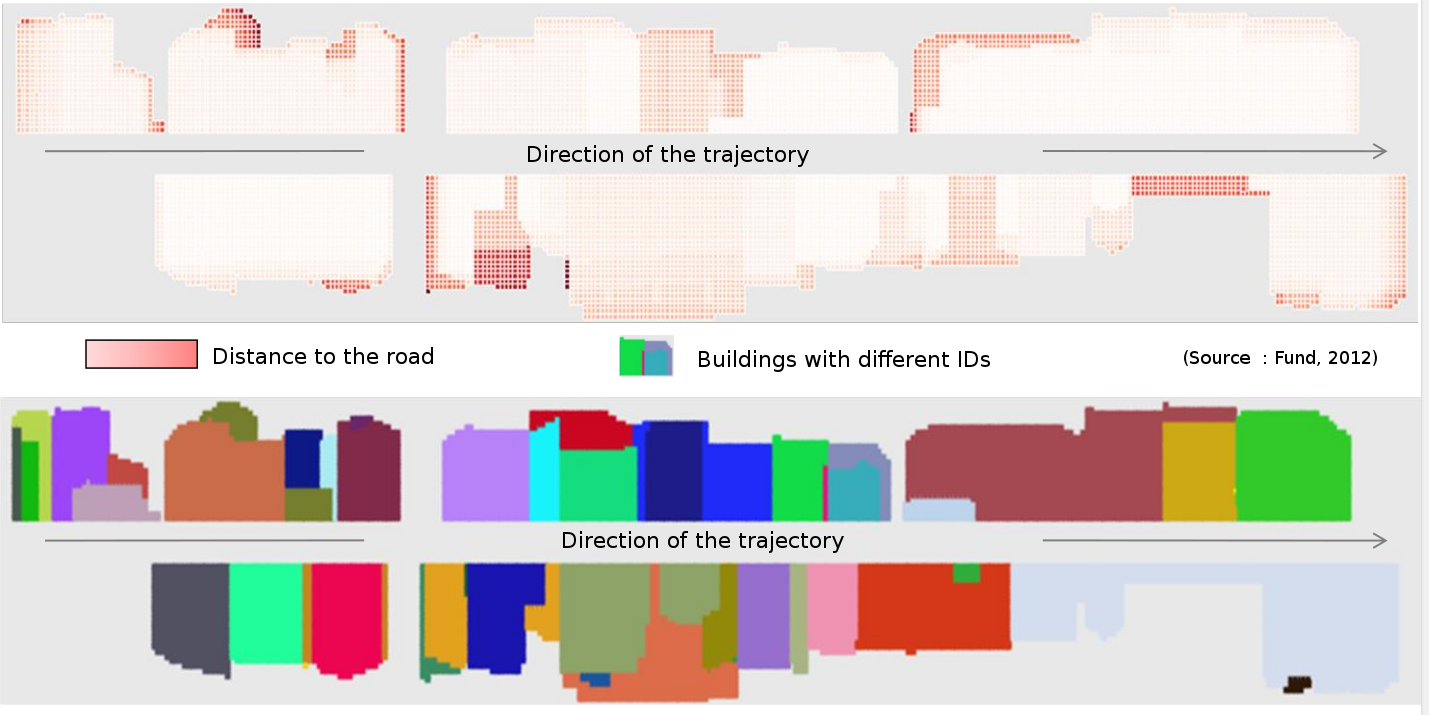 Direction of the trajectory
Distance to the road
Buildings with different IDs
(Source : Fund, 2012)
Direction of the trajectory